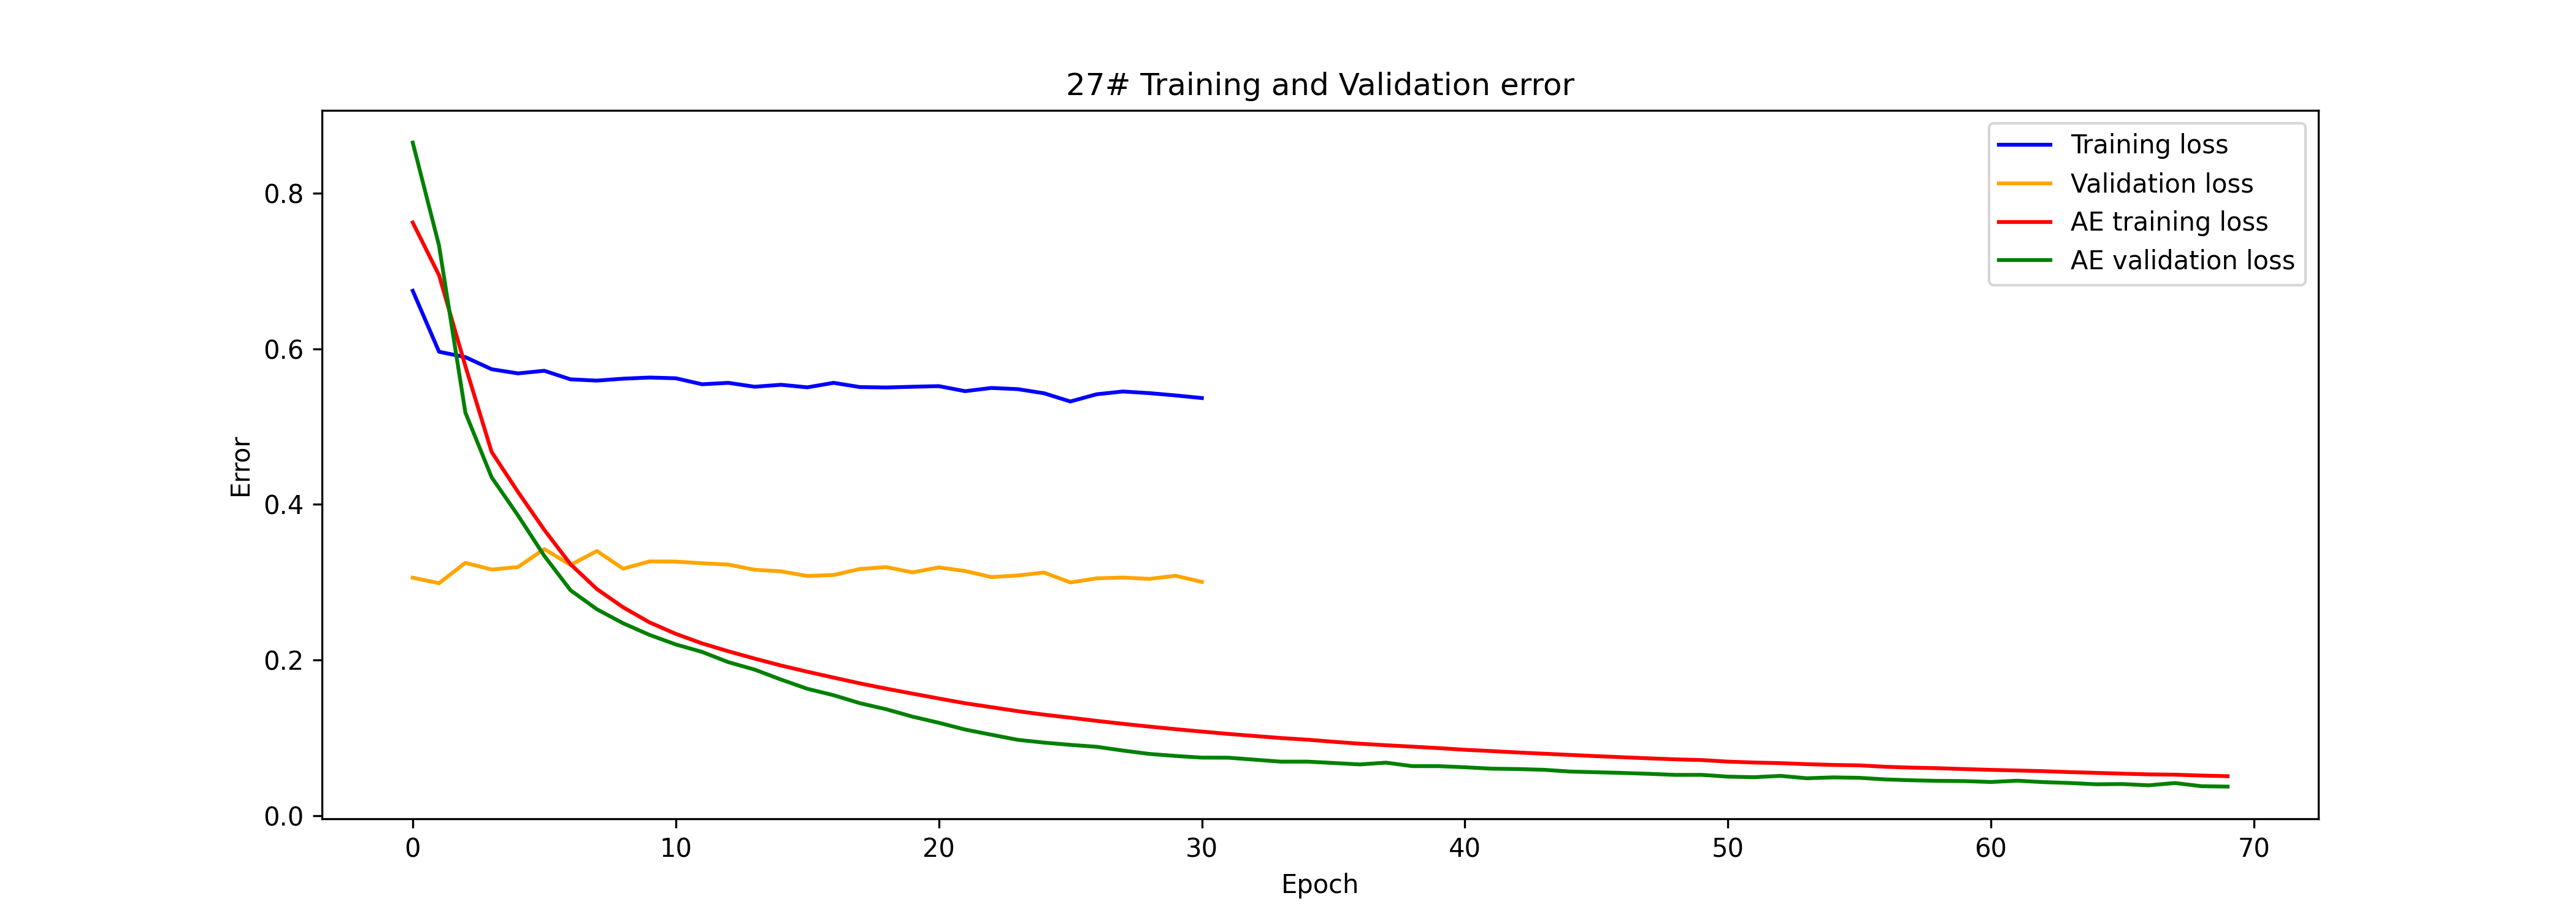 27# Training and Validation error
Training loss
Validation loss
AE training loss
AE validation loss
Error
0.8
0.6
0.4
0.2
0.0
0 10 20 30 40 50 60 70
Epoch